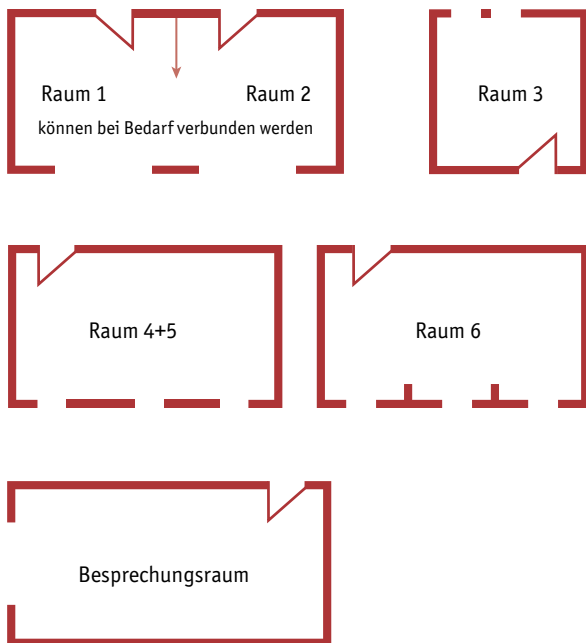 Raum 1
Raum 2
Raum 3
können bei Bedarf verbunden werden
Raum 4+5
Raum 6
Besprechungsraum